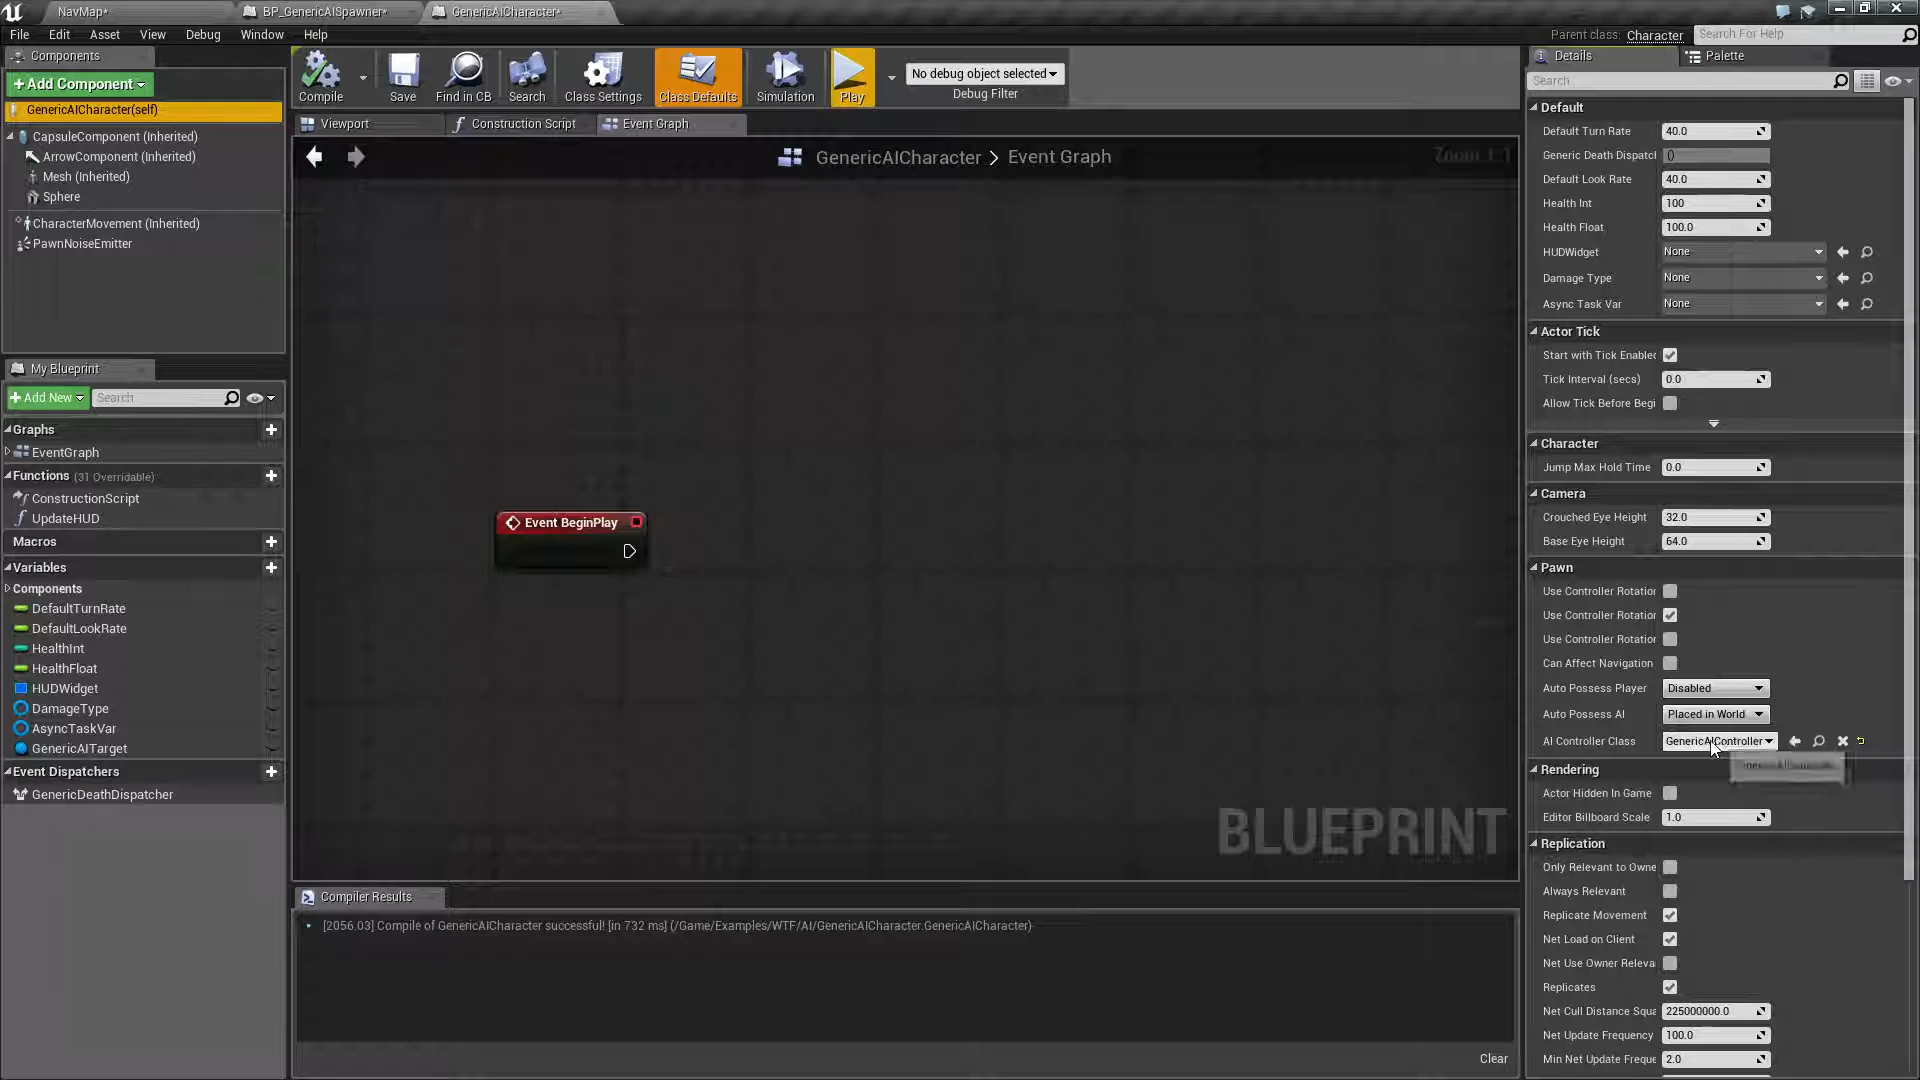 NavMap*
BP_GenericAISpawner*
GenericAICharacter*
File Edit Asset View Debug Window Help
Parent class: Character
Search For Help
Components
+Add Component
GenericAICharacter(self)
CapsuleComponent (Inherited)
ArrowComponent (Inherited)
Mesh (Inherited)
Sphere
CharacterMovement (Inherited)
PawnNoiseEmitter
My Blueprint
+Add New
Search
Graphs
EventGraph
Functions (31 Overridable)
ConstructionScript
UpdateHUD
Macros
Variables
Components
DefaultTurnRate
DefaultLookRate
HealthInt
HealthFloat
HUDWidget
DamageType
AsyncTaskVar
GenericAITarget
Event Dispatchers
GenericDeathDispatcher
Compile
Save
Find in CB
Search
Class Settings
Class Defaults
Simulation
Play
No debug object selected
Debug Filter
Viewport
Construction Script
Event Graph
GenericAICharacter > Event Graph
Zoom 1:1
Event BeginPlay
BLUEPRINT
Compiler Results
[2056.03] Compile of GenericAICharacter successful! [in 732 ms] (/Game/Examples/WTF/AI/GenericAICharacter.GenericAICharacter)
Clear
Details
Palette
Search
Default
Default Turn Rate 40.0
Generic Death Dispatcl ()
Default Look Rate 40.0
Health Int 100
Health Float 100.0
HUDWidget None
Damage Type None
Async Task Var None
Actor Tick
Start with Tick Enablec
Tick Interval (secs) 0.0
Allow Tick Before Begi
Character
Jump Max Hold Time 0.0
Camera
Crouched Eye Height 32.0
Base Eye Height 64.0
Pawn
Use Controller Rotatior
Use Controller Rotatior
Use Controller Rotatior
Can Affect Navigation
Auto Possess Player Disabled
Auto Possess AI Placed in World
AI Controller Class GenericAIController
Rendering
Actor Hidden In Game
Editor Billboard Scale 1.0
Replication
Only Relevant to Owne
Always Relevant
Replicate Movement
Net Load on Client
Net Use Owner Releva
Replicates
Net Cull Distance Squa 225000000.0
Net Update Frequency 100.0
Min Net Update Freque 2.0